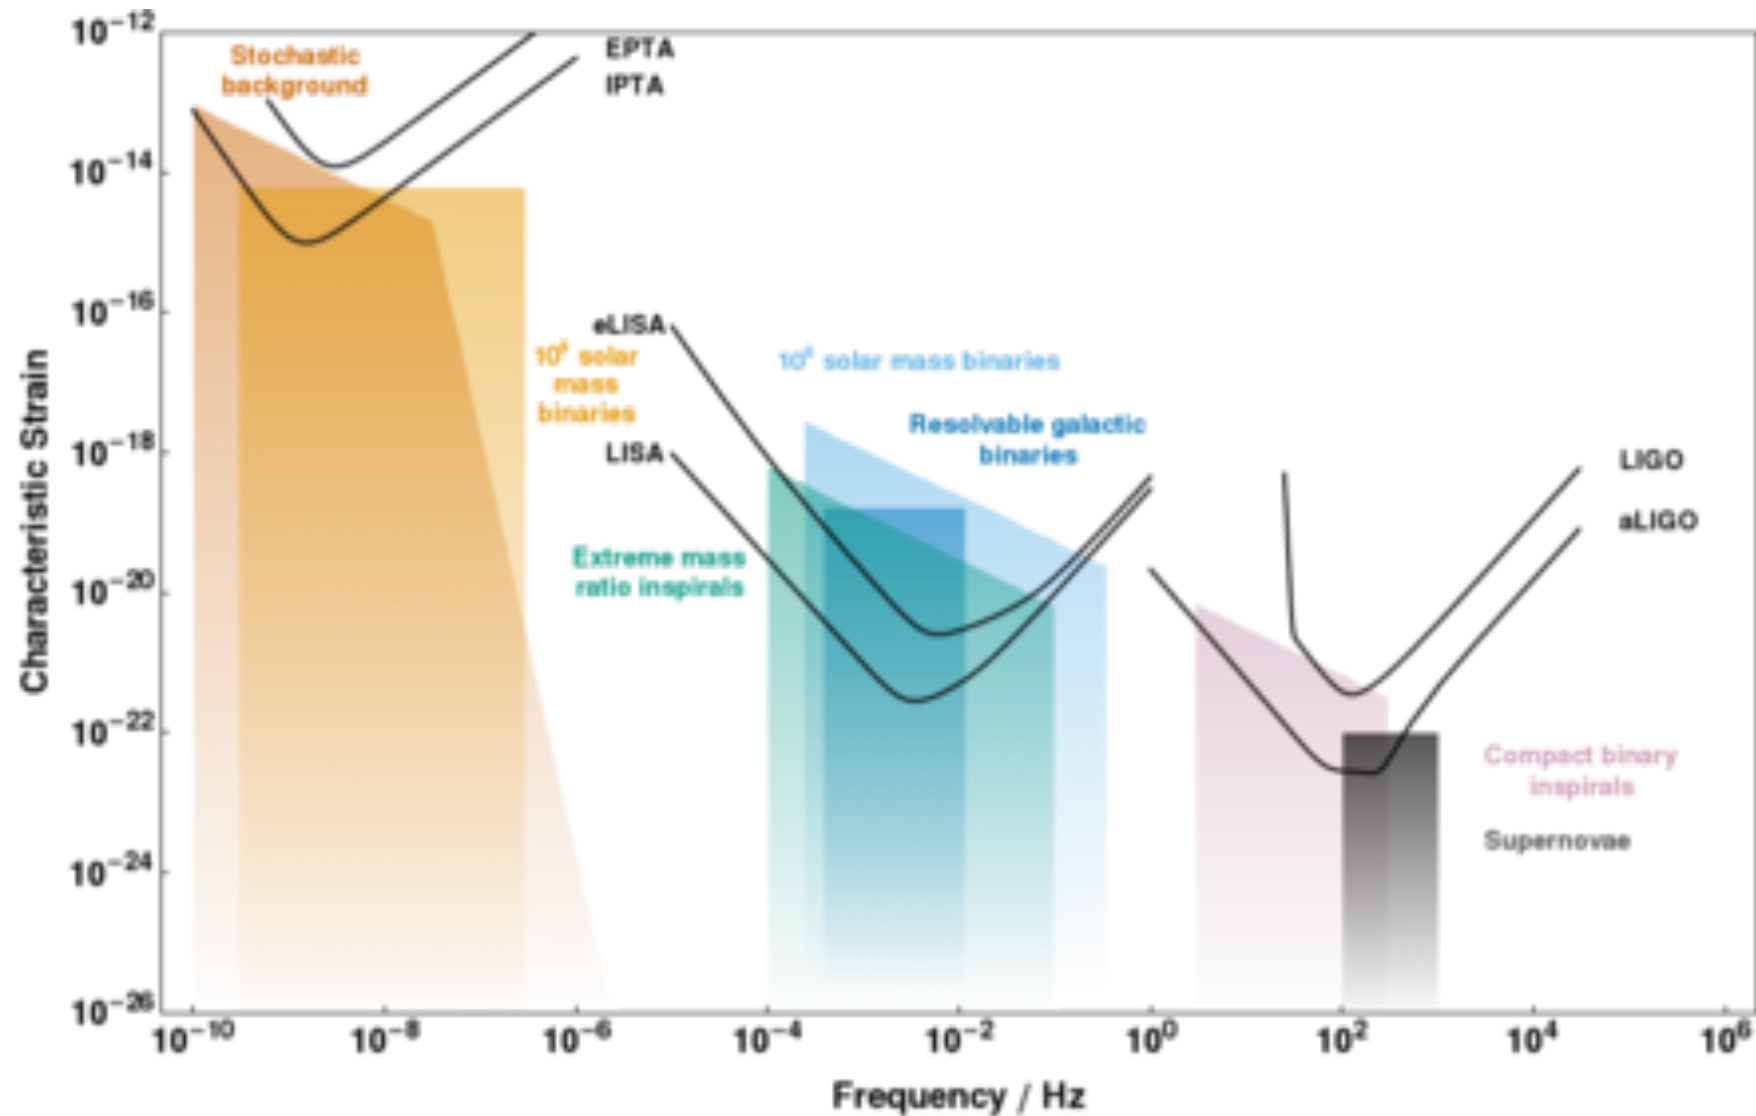 10⁻¹²
10⁻¹⁴
10⁻¹⁶
10⁻¹⁸
10⁻²⁰
10⁻²²
10⁻²⁴
10⁻²⁶
Characteristic Strain
Stochastic
background
EPTA
IPTA
eLISA
solar
mass
binaries
LISA
solar mass binaries
Resolvable galactic
binaries
Extreme mass
ratio inspirals
LIGO
aLIGO
Compact binary
inspirals
Supernovae
10⁻¹⁰ 10⁻⁸ 10⁻⁶ 10⁻⁴ 10⁻² 10⁰ 10² 10⁴ 10⁶
Frequency / Hz